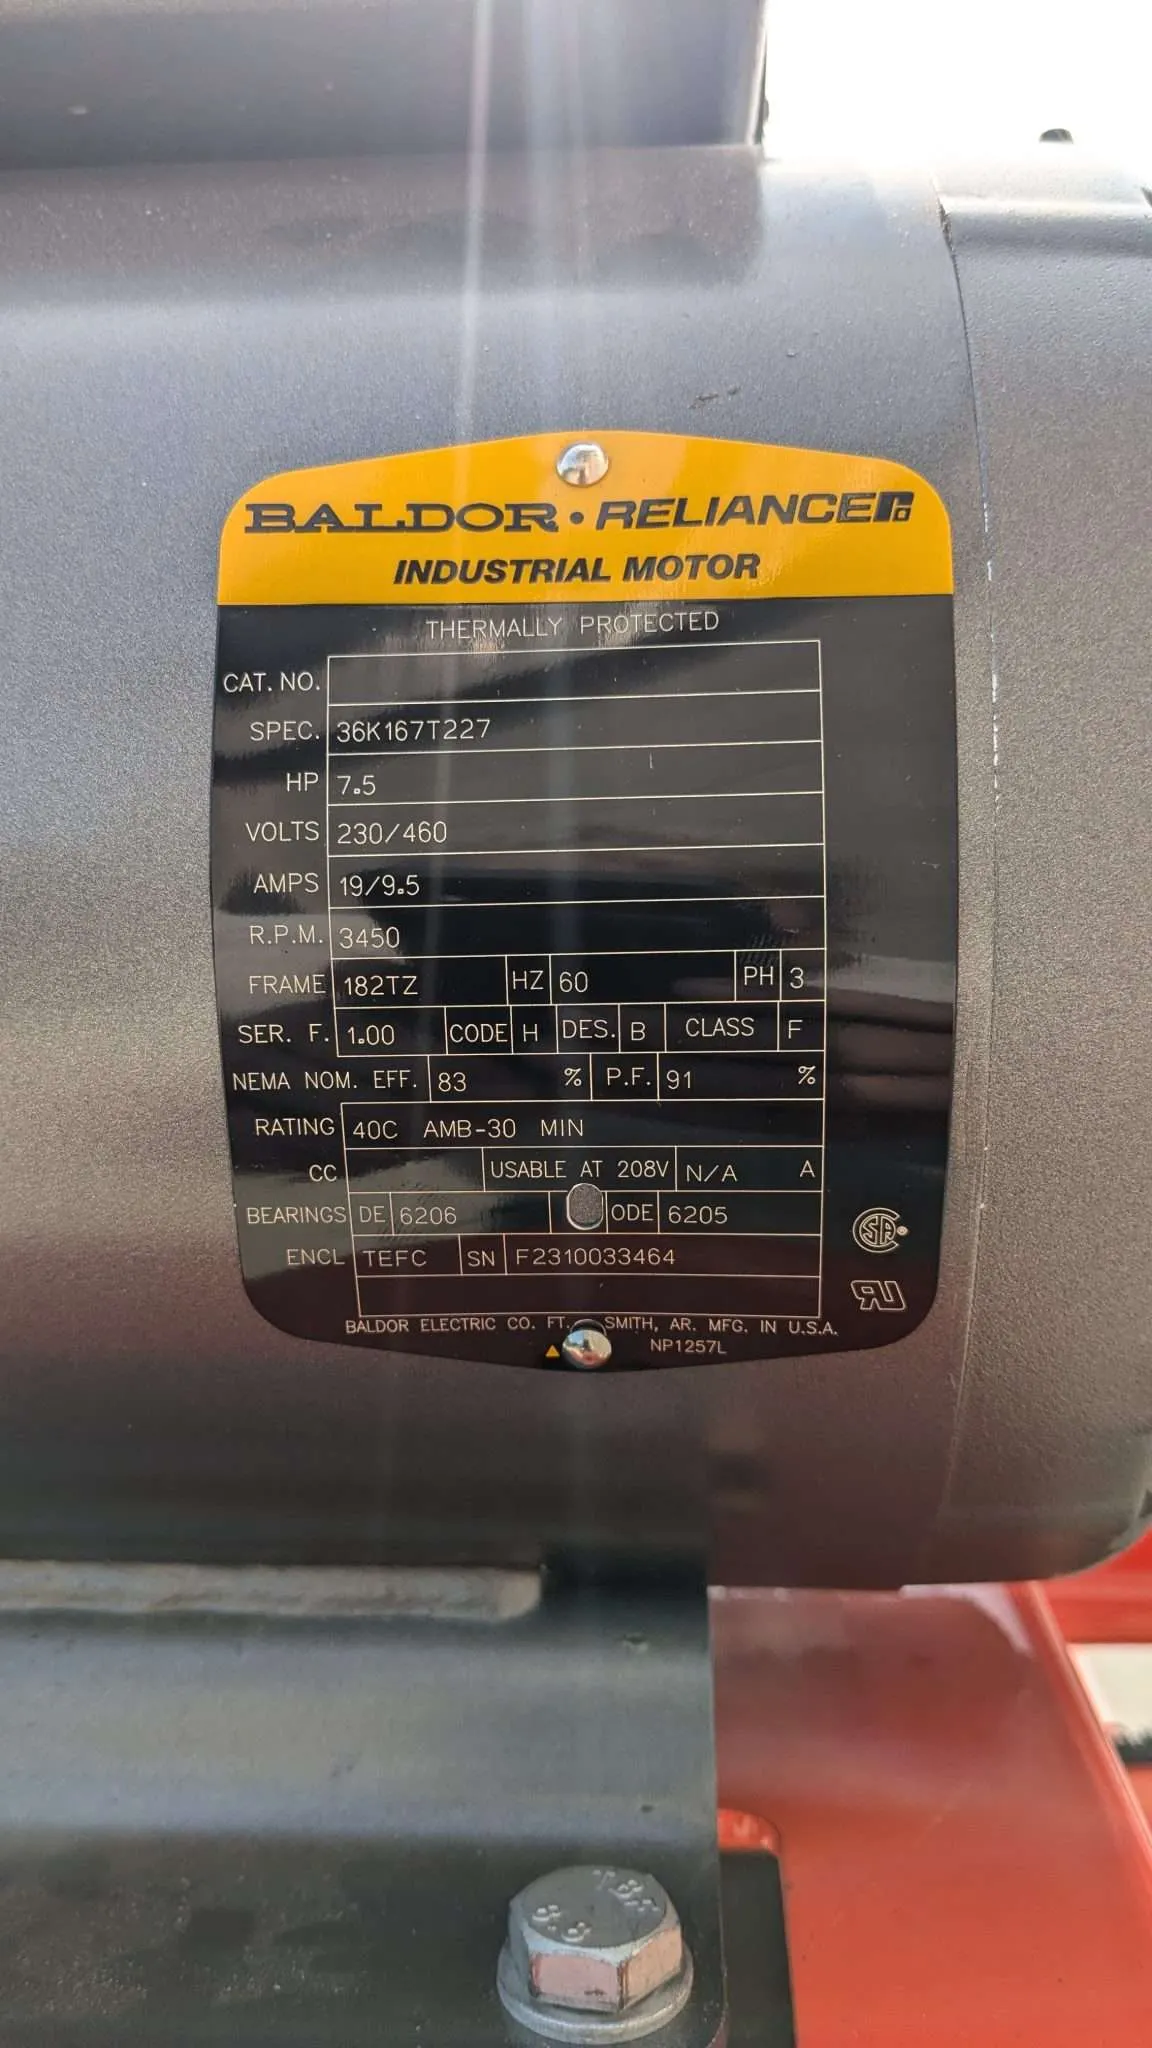 BALDOR • RELIANCE
INDUSTRIAL MOTOR
THERMALLY PROTECTED
CAT. NO.
SPEC. 36K167T227
HP 7.5
VOLTS 230/460
AMPS 19/9.5
R.P.M. 3450
FRAME 182TZ HZ 60 PH 3
SER. F. 1.00 CODE H DES. B CLASS F
NEMA NOM. EFF. 83 % P.F. 91 %
RATING 40C AMB-30 MIN
CC USABLE AT 208V N/A A
BEARINGS DE 6206 ODE 6205
ENCL TEFC SN F2310033464
BALDOR ELECTRIC CO. FT. SMITH, AR. MFG. IN U.S.A.
NP1257L
8.8